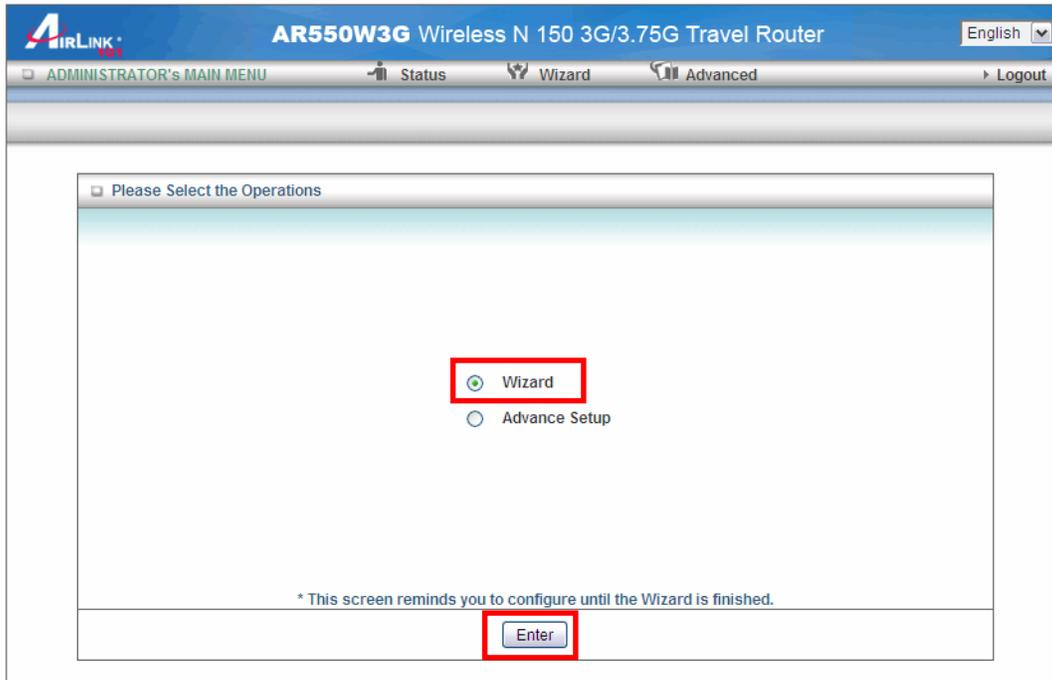 AIRLINK 101
AR550W3G Wireless N 150 3G/3.75G Travel Router
English
ADMINISTRATOR's MAIN MENU
Status
Wizard
Advanced
Logout
Please Select the Operations
Wizard
Advance Setup
* This screen reminds you to configure until the Wizard is finished.
Enter